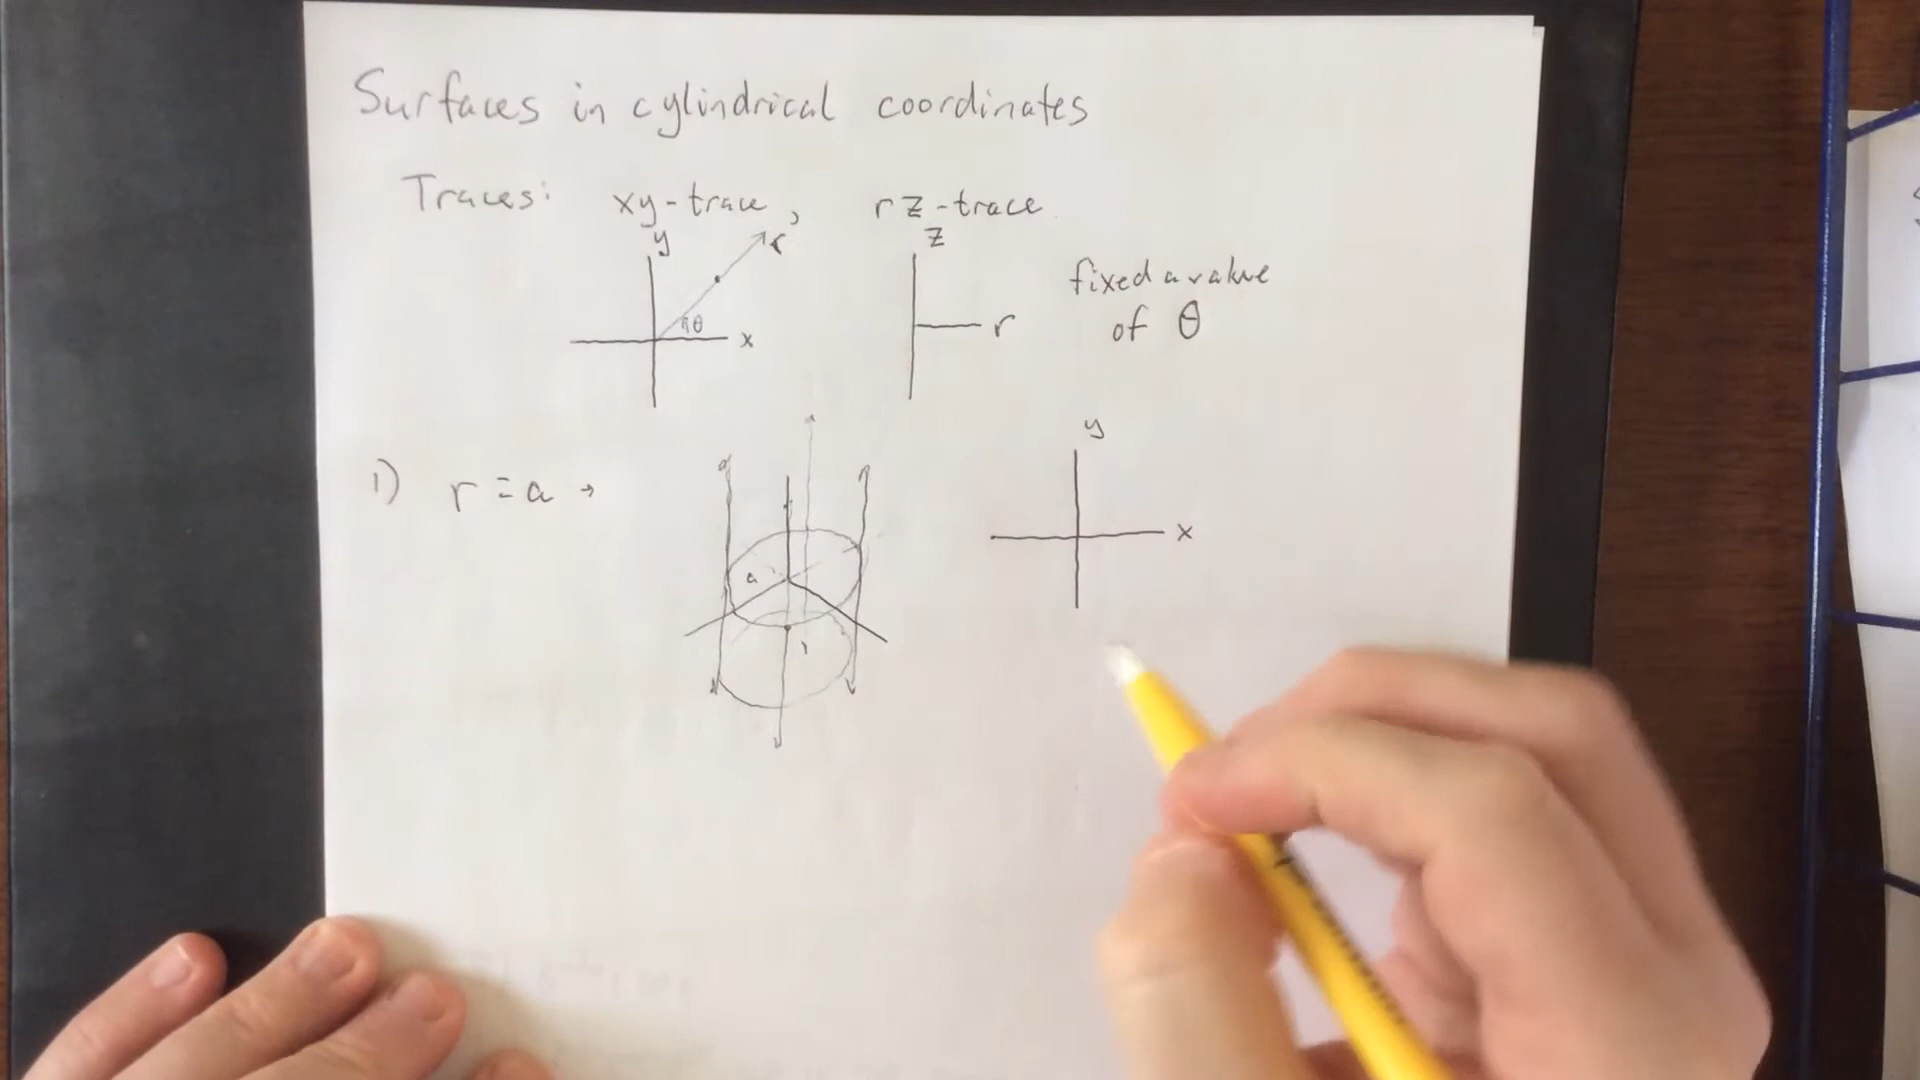 Surfaces in cylindrical coordinates
Traces: xy-trace, rz-trace
y r z
fixed a value
θ
x r of θ
y
1) r = a →
x
a